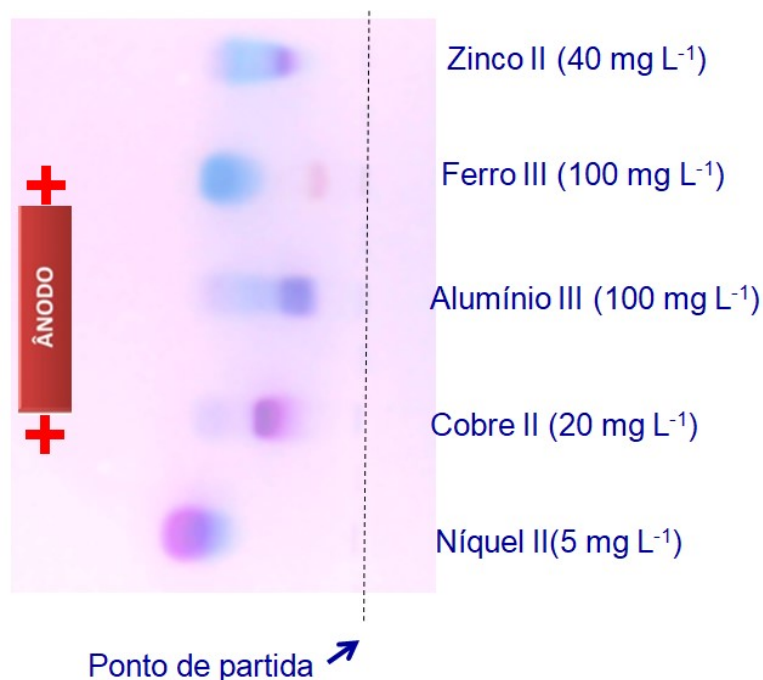 Zinco II (40 mg L-1)
+
Ferro III (100 mg L-1)
ÂNODO
Alumínio III (100 mg L-1)
Cobre II (20 mg L-1)
+
Níquel II(5 mg L-1)
Ponto de partida